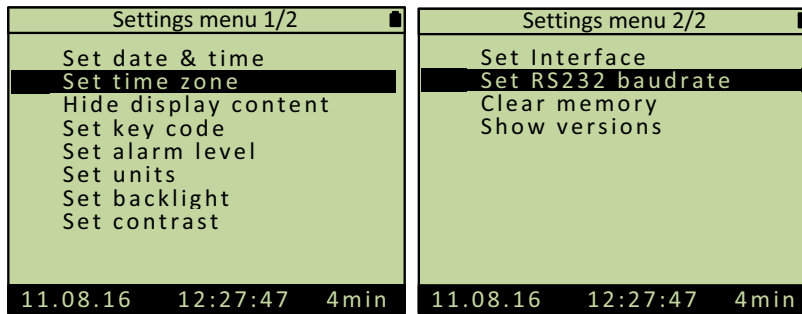 Settings menu 1/2
Set date & time
Set time zone
Hide display content
Set key code
Set alarm level
Set units
Set backlight
Set contrast
11.08.16 12:27:47 4min
Settings menu 2/2
Set Interface
Set RS232 baudrate
Clear memory
Show versions
11.08.16 12:27:47 4min